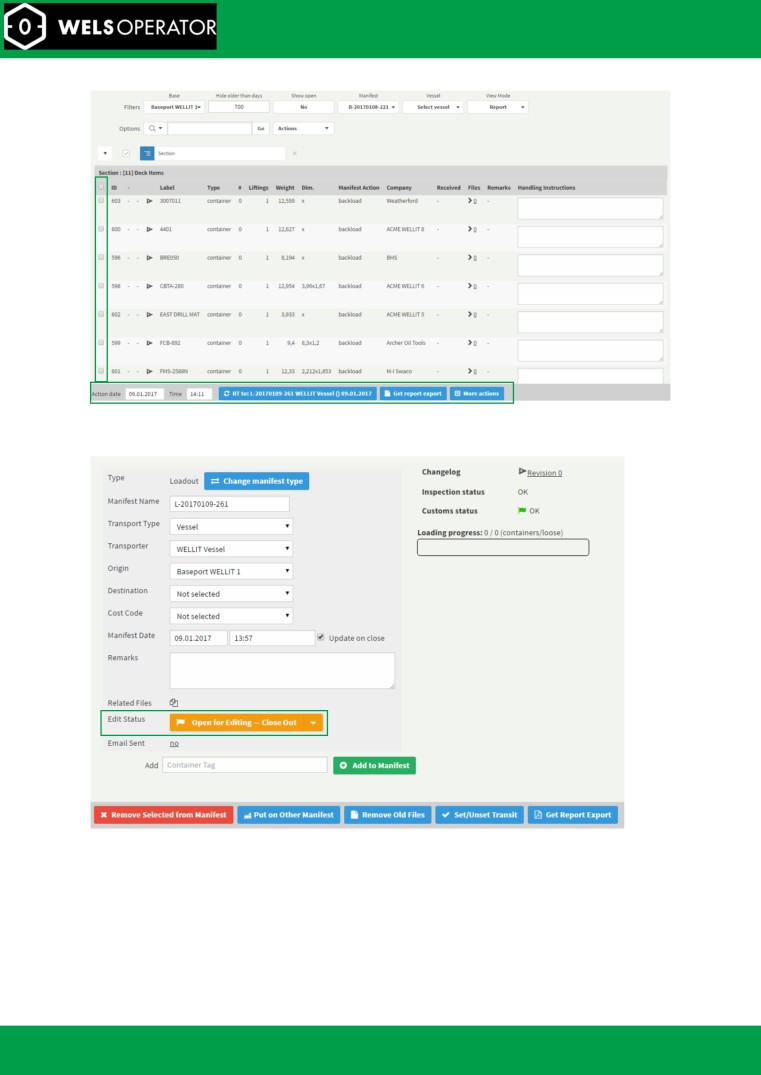 WELSOPERATOR
Base Hide older than days Show open Manifest Vessel View Mode
Filters Baseport WELLIT 1 700 No B-20170108-221 Select vessel Report
Options Go Actions
Section
Section : [11] Deck Items
ID - Label Type # Liftings Weight Dim. Manifest Action Company Received Files Remarks Handling Instructions
603 - - 3007011 container 0 1 12,559 x backload Weatherford - 0 -
600 - - 4401 container 0 1 12,627 x backload ACME WELLIT 8 - 0 -
596 - - BRE050 container 0 1 8,194 x backload BHS - 0 -
598 - - CBTA-280 container 0 1 12,954 3,96x1,67 backload ACME WELLIT 6 - 0 -
602 - - EAST DRILL MAT container 0 1 3,933 x backload ACME WELLIT 5 - 0 -
599 - - FCB-892 container 0 1 9,4 8,3x1,2 backload Archer Oil Tools - 0 -
601 - - FMS-2588N container 0 1 12,33 2,212x1,853 backload M-I Swaco - 0 -
Action date 09.01.2017 Time 14:11 BT to: L-20170109-261 WELLIT Vessel () 09.01.2017 Get report export More actions
Type Loadout Change manifest type
Changelog Revision 0
Manifest Name L-20170109-261
Inspection status OK
Transport Type Vessel
Customs status OK
Transporter WELLIT Vessel
Loading progress: 0 / 0 (containers/loose)
Origin Baseport WELLIT 1
Destination Not selected
Cost Code Not selected
Manifest Date 09.01.2017 13:57 Update on close
Remarks
Related Files
Edit Status Open for Editing -- Close Out
Email Sent no
Add Container Tag Add to Manifest
Remove Selected from Manifest Put on Other Manifest Remove Old Files Set/Unset Transit Get Report Export